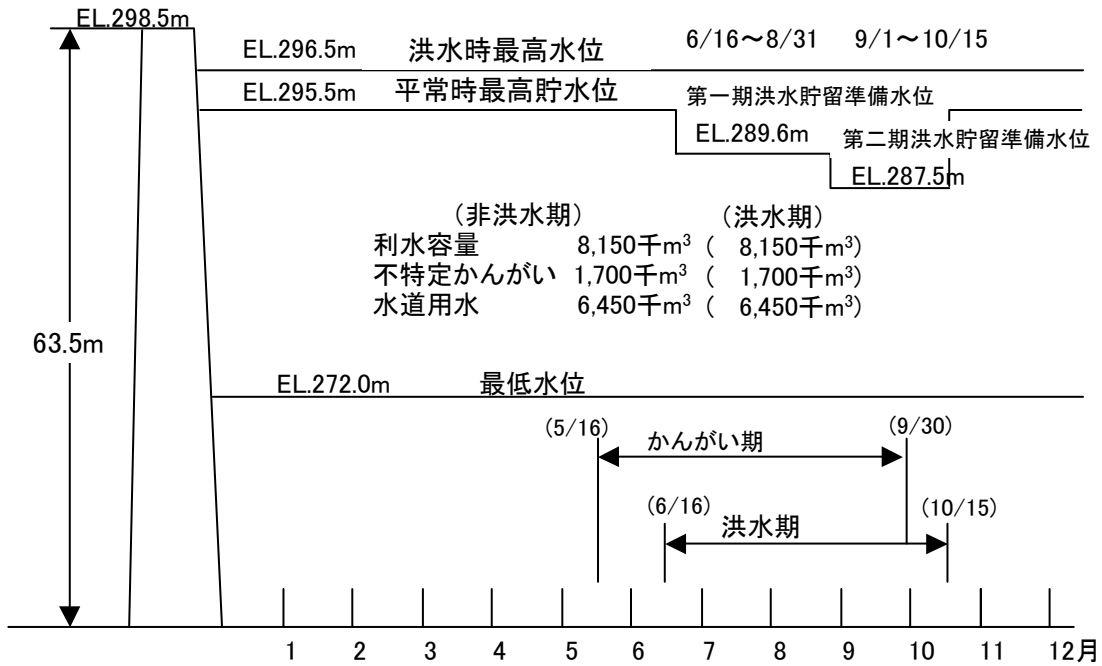 EL.298.5m
EL.296.5m 洪水時最高水位 6/16～8/31 9/1～10/15
EL.295.5m 平常時最高貯水位 第一期洪水貯留準備水位
EL.289.6m 第二期洪水貯留準備水位
EL.287.5m
（非洪水期） （洪水期）
利水容量 8,150千m³ （ 8,150千m³）
不特定かんがい 1,700千m³ （ 1,700千m³）
水道用水 6,450千m³ （ 6,450千m³）
63.5m
EL.272.0m 最低水位
(5/16) かんがい期 (9/30)
(6/16) 洪水期 (10/15)
1 2 3 4 5 6 7 8 9 10 11 12月